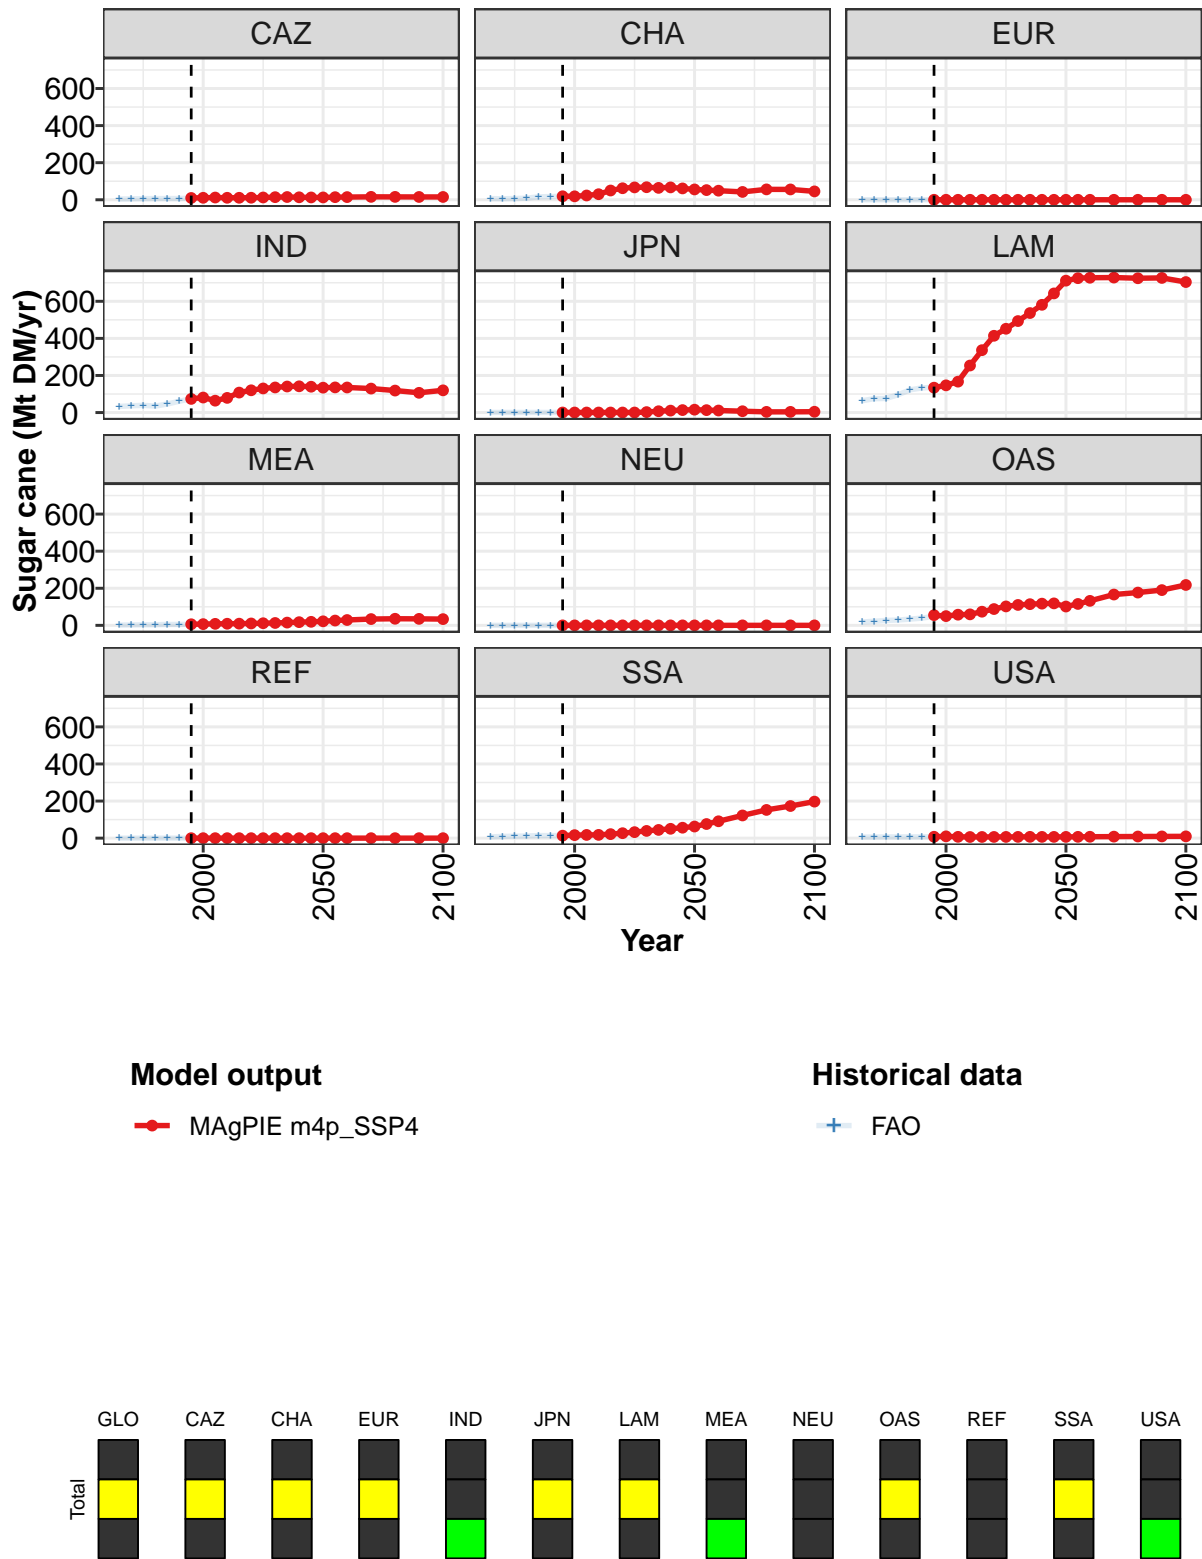 CAZ CHA EUR
600
400
200
0
IND JPN LAM
600
400
200
0
MEA NEU OAS
600
400
200
0
REF SSA USA
600
400
200
0
Sugar cane (Mt DM/yr)
2000 2050 2100 2000 2050 2100 2000 2050 2100
Year
Model output Historical data
MAgPIE m4p_SSP4 FAO
GLO CAZ CHA EUR IND JPN LAM MEA NEU OAS REF SSA USA
Total